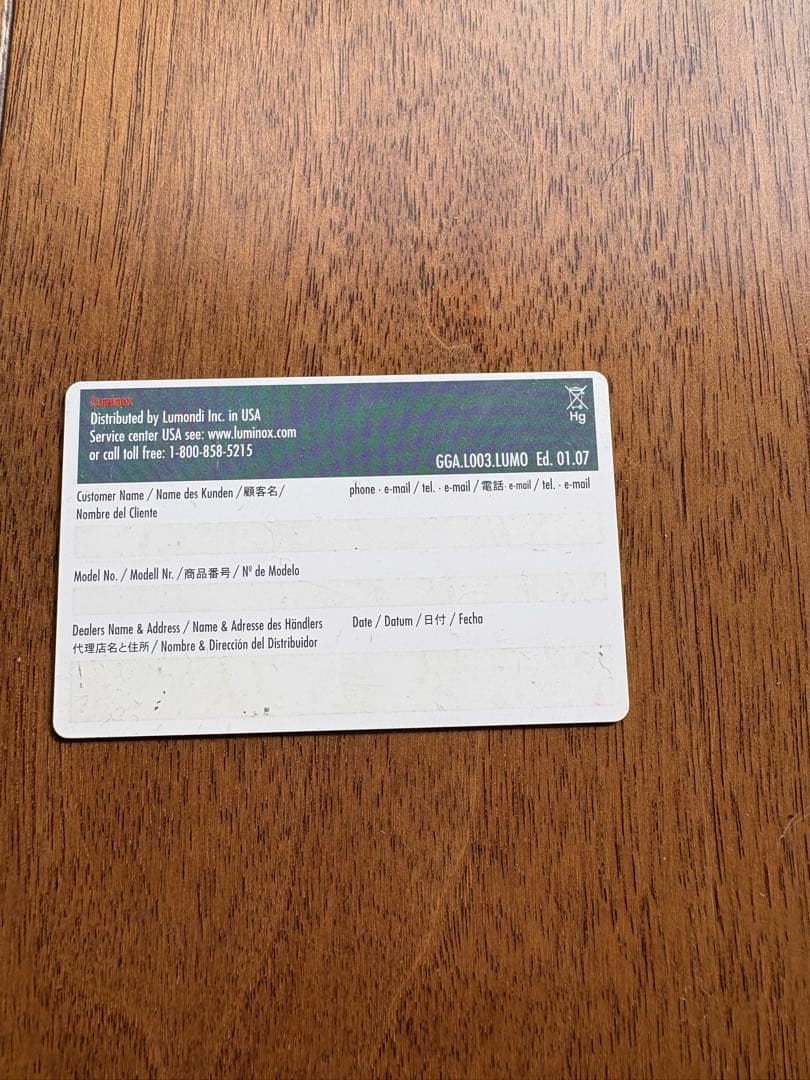 Luminox
Distributed by Lumondi Inc. in USA
Service center USA see: www.luminox.com
or call toll free: 1-800-858-5215
Hg
GGA.L003.LUMO Ed. 01.07
Customer Name / Name des Kunden / 顧客名 /
Nombre del Cliente
phone · e-mail / tel. · e-mail / 電話· e-mail / tel. · e-mail
Model No. / Modell Nr. / 商品番号 / Nº de Modelo
Dealers Name & Address / Name & Adresse des Händlers
代理店名と住所 / Nombre & Dirección del Distribuidor
Date / Datum / 日付 / Fecha